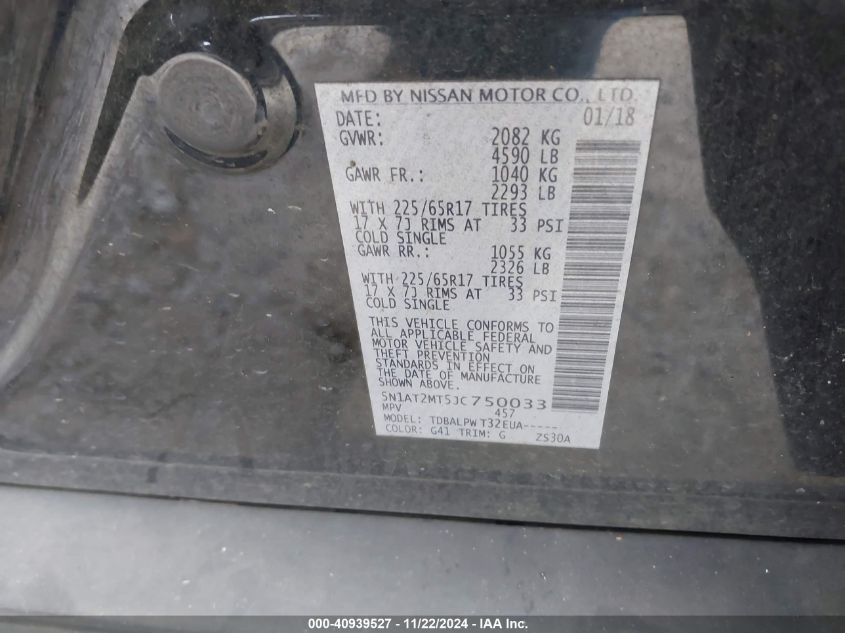 MFD BY NISSAN MOTOR CO., LTD.
DATE: 01/18
GVWR: 2082 KG
4590 LB
GAWR FR.: 1040 KG
2293 LB
WITH 225/65R17 TIRES
17 X 7J RIMS AT 33 PSI
COLD SINGLE
GAWR RR.: 1055 KG
2326 LB
WITH 225/65R17 TIRES
17 X 7J RIMS AT 33 PSI
COLD SINGLE
THIS VEHICLE CONFORMS TO
ALL APPLICABLE FEDERAL
MOTOR VEHICLE SAFETY AND
THEFT PREVENTION
STANDARDS IN EFFECT ON
THE DATE OF MANUFACTURE
SHOWN ABOVE.
5N1AT2MT5JC750033
MPV 457
MODEL: TDBALPW T32EUA-----
COLOR: G41 TRIM: G ZS30A
000-40939527 - 11/22/2024 - IAA Inc.